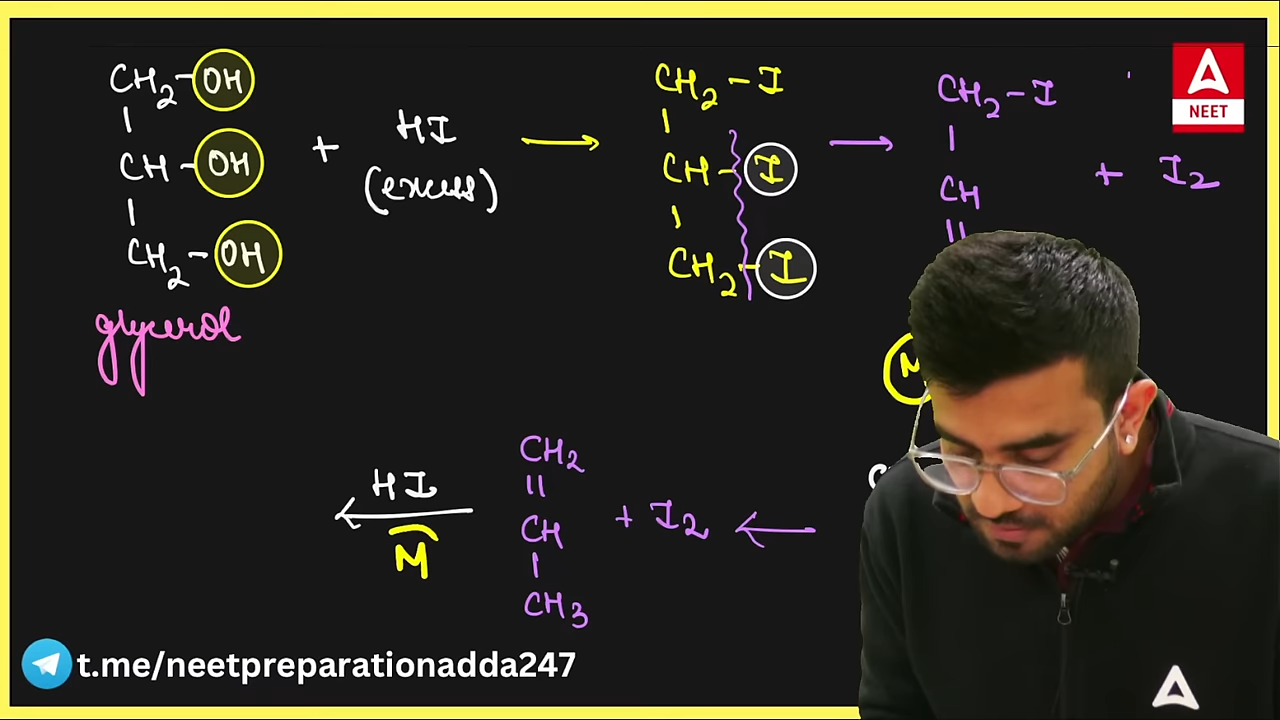 CH2-OH
CH-OH
CH2-OH
glycerol
+ HI
(excess)
CH2-I
CH-I
CH2-I
CH2-I
CH
+ I2
M
HI
M
CH2
CH
CH3
+ I2
NEET
t.me/neetpreparationadda247